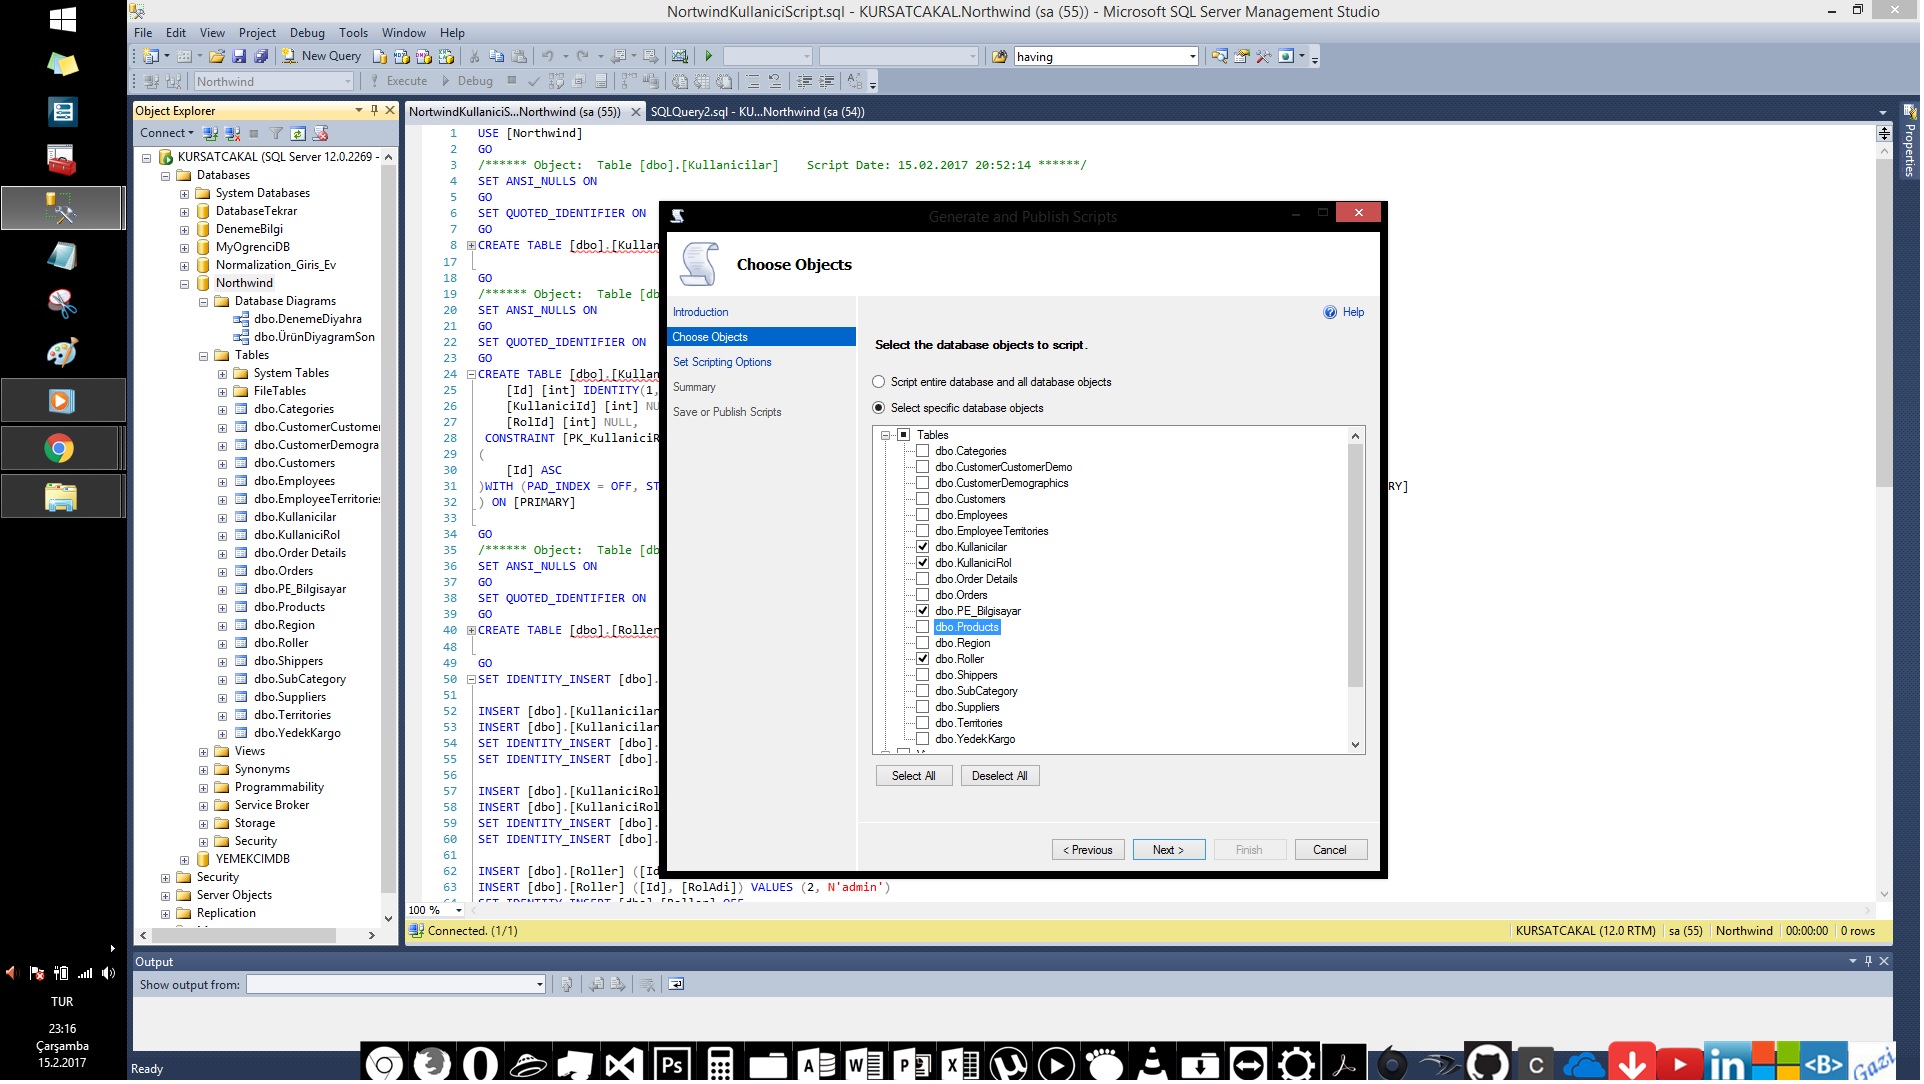 NortwindKullaniciScript.sql - KURSATCAKAL.Northwind (sa (55)) - Microsoft SQL Server Management Studio
File Edit View Project Debug Tools Window Help
New Query
having
Northwind
Execute
Debug
Object Explorer
Connect
KURSATCAKAL (SQL Server 12.0.2269 -
Databases
System Databases
DatabaseTekrar
DenemeBilgi
MyOgrenciDB
Normalization_Giris_Ev
Northwind
Database Diagrams
dbo.DenemeDiyahra
dbo.ÜrünDiyagramSon
Tables
System Tables
FileTables
dbo.Categories
dbo.CustomerCustomer
dbo.CustomerDemogra
dbo.Customers
dbo.Employees
dbo.EmployeeTerritories
dbo.Kullanicilar
dbo.KullaniciRol
dbo.Order Details
dbo.Orders
dbo.PE_Bilgisayar
dbo.Products
dbo.Region
dbo.Roller
dbo.Shippers
dbo.SubCategory
dbo.Suppliers
dbo.Territories
dbo.YedekKargo
Views
Synonyms
Programmability
Service Broker
Storage
Security
YEMEKCIMDB
Security
Server Objects
Replication
NortwindKullaniciS...Northwind (sa (55))
SQLQuery2.sql - KU...Northwind (sa (54))
1 USE [Northwind]
2 GO
3 /****** Object:  Table [dbo].[Kullanicilar]    Script Date: 15.02.2017 20:52:14 ******/
4 SET ANSI_NULLS ON
5 GO
6 SET QUOTED_IDENTIFIER ON
7 GO
8 CREATE TABLE [dbo].[Kullan
17
18 GO
19 /****** Object:  Table [db
20 SET ANSI_NULLS ON
21 GO
22 SET QUOTED_IDENTIFIER ON
23 GO
24 CREATE TABLE [dbo].[Kullan
25 [Id] [int] IDENTITY(1,
26 [KullaniciId] [int] NU
27 [RolId] [int] NULL,
28 CONSTRAINT [PK_KullaniciR
29 (
30 [Id] ASC
31 )WITH (PAD_INDEX = OFF, ST
RY]
32 ) ON [PRIMARY]
33
34 GO
35 /****** Object:  Table [db
36 SET ANSI_NULLS ON
37 GO
38 SET QUOTED_IDENTIFIER ON
39 GO
40 CREATE TABLE [dbo].[Roller
48
49 GO
50 SET IDENTITY_INSERT [dbo].
51
52 INSERT [dbo].[Kullanicilar
53 INSERT [dbo].[Kullanicilar
54 SET IDENTITY_INSERT [dbo].
55 SET IDENTITY_INSERT [dbo].
56
57 INSERT [dbo].[KullaniciRol
58 INSERT [dbo].[KullaniciRol
59 SET IDENTITY_INSERT [dbo].
60 SET IDENTITY_INSERT [dbo].
61
62 INSERT [dbo].[Roller] ([Id
63 INSERT [dbo].[Roller] ([Id], [RolAdi]) VALUES (2, N'admin')
64 SET IDENTITY_INSERT [dbo].[Roller] OFF
100 %
Connected. (1/1)
KURSATCAKAL (12.0 RTM) sa (55) Northwind 00:00:00 0 rows
Properties
Generate and Publish Scripts
Choose Objects
Introduction
Choose Objects
Set Scripting Options
Summary
Save or Publish Scripts
Help
Select the database objects to script.
Script entire database and all database objects
Select specific database objects
Tables
dbo.Categories
dbo.CustomerCustomerDemo
dbo.CustomerDemographics
dbo.Customers
dbo.Employees
dbo.EmployeeTerritories
dbo.Kullanicilar
dbo.KullaniciRol
dbo.Order Details
dbo.Orders
dbo.PE_Bilgisayar
dbo.Products
dbo.Region
dbo.Roller
dbo.Shippers
dbo.SubCategory
dbo.Suppliers
dbo.Territories
dbo.YedekKargo
Select All
Deselect All
< Previous
Next >
Finish
Cancel
Output
Show output from:
Ready
TUR
23:16
Çarşamba
15.2.2017
Ps
in
<B>
Gazi